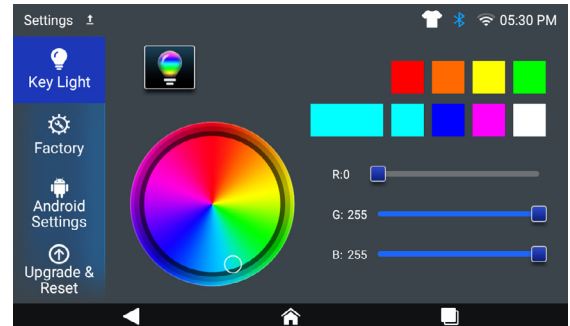 Settings
05:30 PM
Key Light
Factory
Android
Settings
Upgrade &
Reset
R:0
G: 255
B: 255